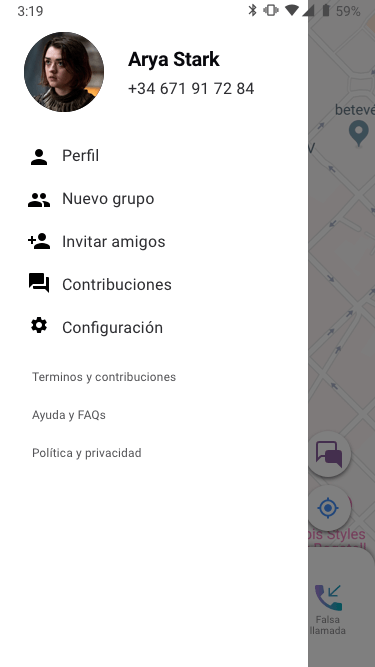 3:19
59%
Arya Stark
+34 671 91 72 84
beteve
V
Perfil
Nuevo grupo
Invitar amigos
Contribuciones
Configuración
Terminos y contribuciones
Ayuda y FAQs
Política y privacidad
Styles
Falsa
llamada